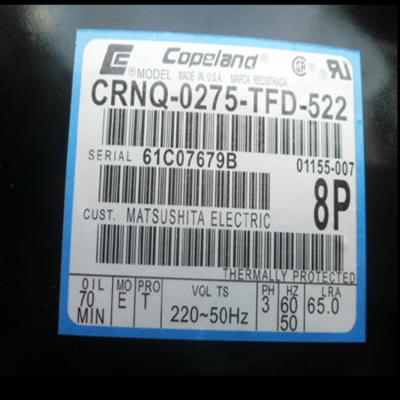 Copeland
MODEL MADE IN U.S.A. MARCA REGISTRADA
CRNQ-0275-TFD-522
SERIAL 61C07679B 01155-007
CUST. MATSUSHITA ELECTRIC 8P
THERMALLY PROTECTED
OIL MO PRO VOL TS PH HZ LRA
70 E T 220~50Hz 3 60 65.0
MIN 50